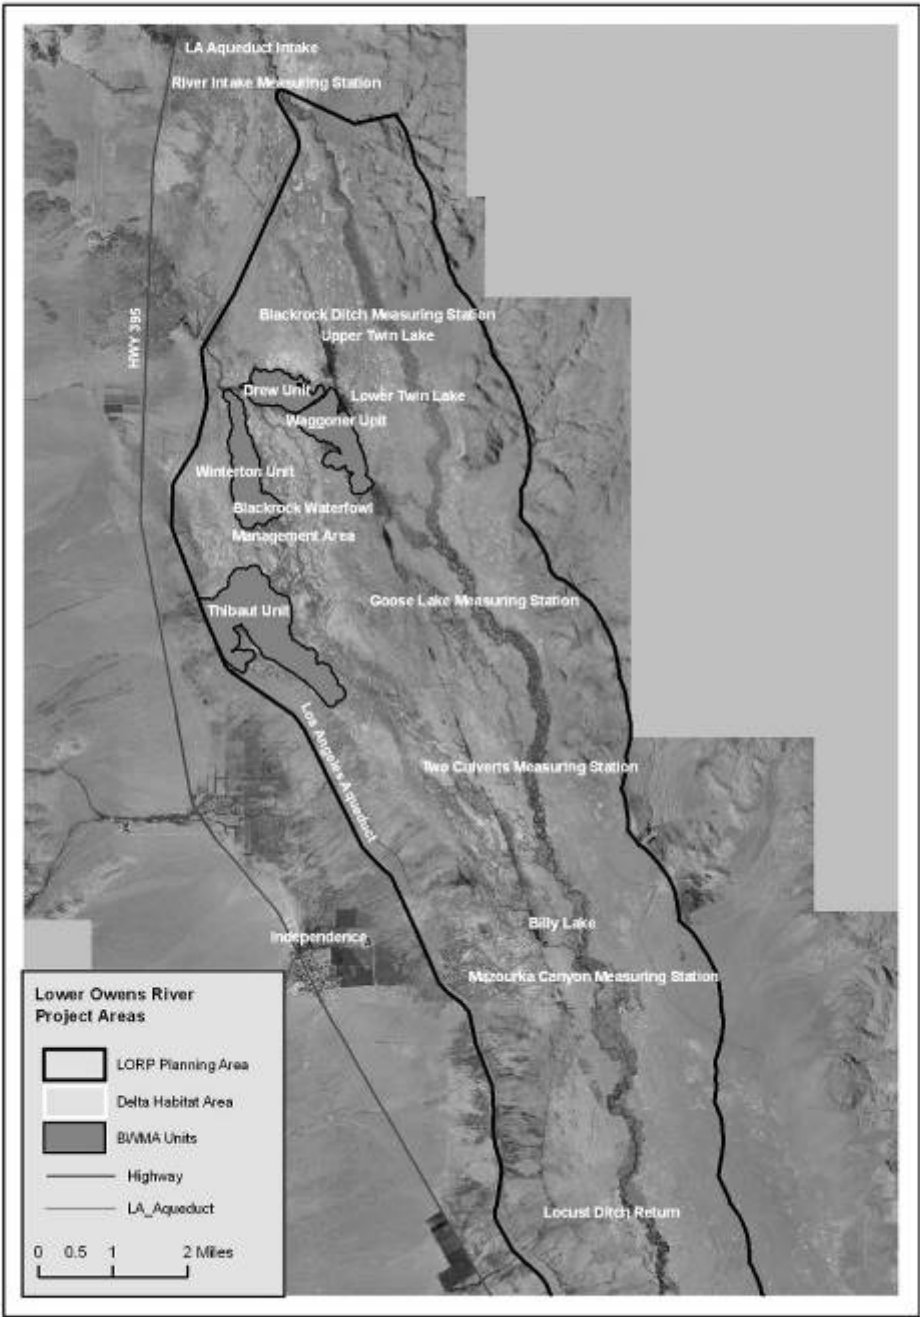 LA Aqueduct Intake
River Intake Measuring Station
HWY 395
Blackrock Ditch Measuring Station
Upper Twin Lake
Drew Unit
Lower Twin Lake
Waggoner Unit
Winterton Unit
Blackrock Waterfowl
Management Area
Goose Lake Measuring Station
Thibaut Unit
Los Angeles Aqueduct
Two Culverts Measuring Station
Billy Lake
Independence
Mazourka Canyon Measuring Station
Locust Ditch Return
Lower Owens River
Project Areas
LORP Planning Area
Delta Habitat Area
BWMA Units
Highway
LA_Aqueduct
0 0.5 1 2 Miles